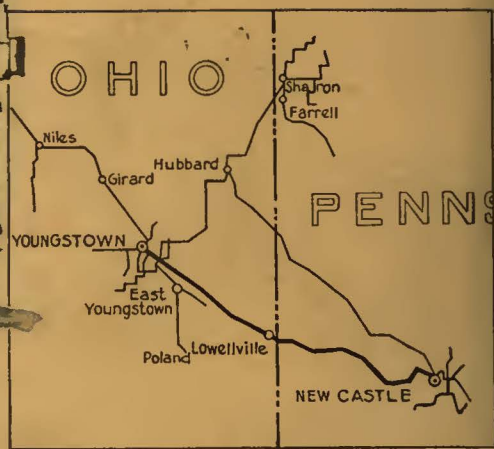 OHIO
Sharon
Farrell
Niles
Hubbard
Girard
PENNS
YOUNGSTOWN
East
Youngstown
Poland
Lowellville
NEW CASTLE